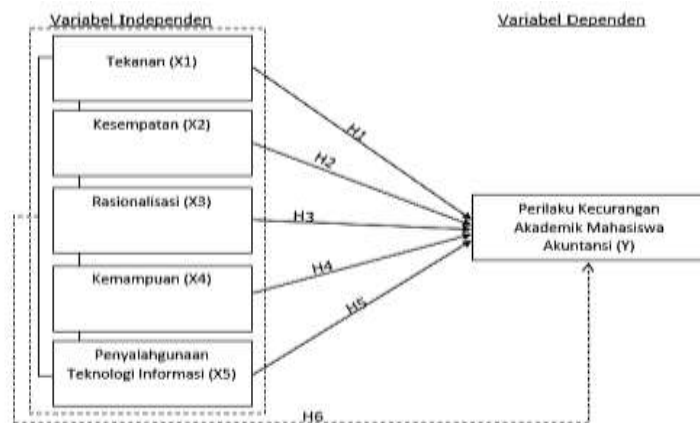 Variabel Independen
Variabel Dependen
Tekanan (X1)
Kesempatan (X2)
Rasionalisasi (X3)
Kemampuan (X4)
Penyalahgunaan
Teknologi Informasi (X5)
H1
H2
H3
H4
H5
H6
Perilaku Kecurangan
Akademik Mahasiswa
Akuntansi (Y)